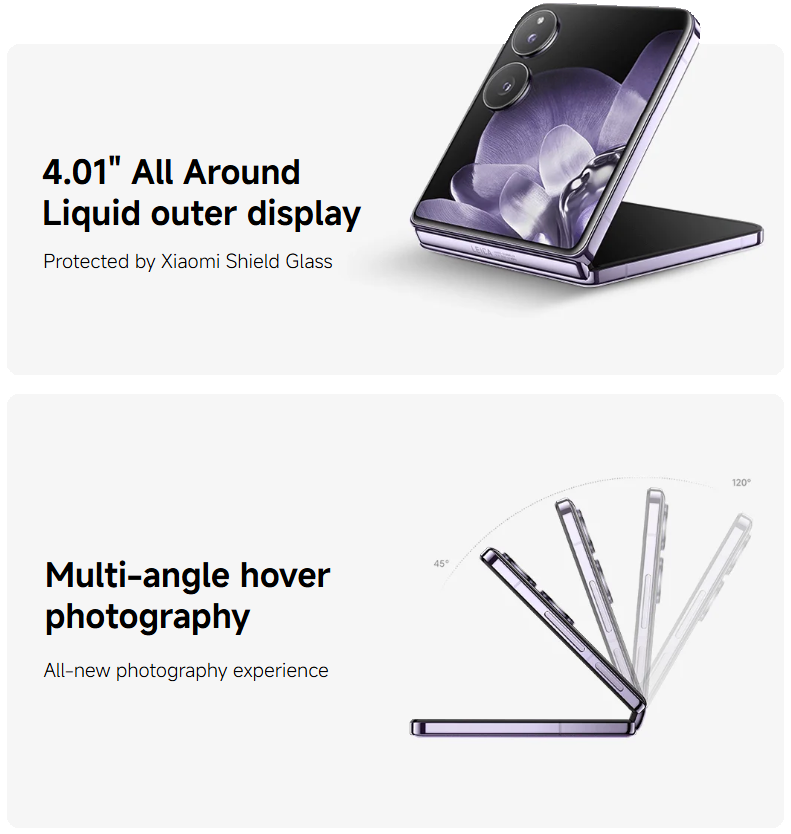 4.01" All Around
Liquid outer display
Protected by Xiaomi Shield Glass
LEICA
120°
45°
Multi-angle hover
photography
All-new photography experience